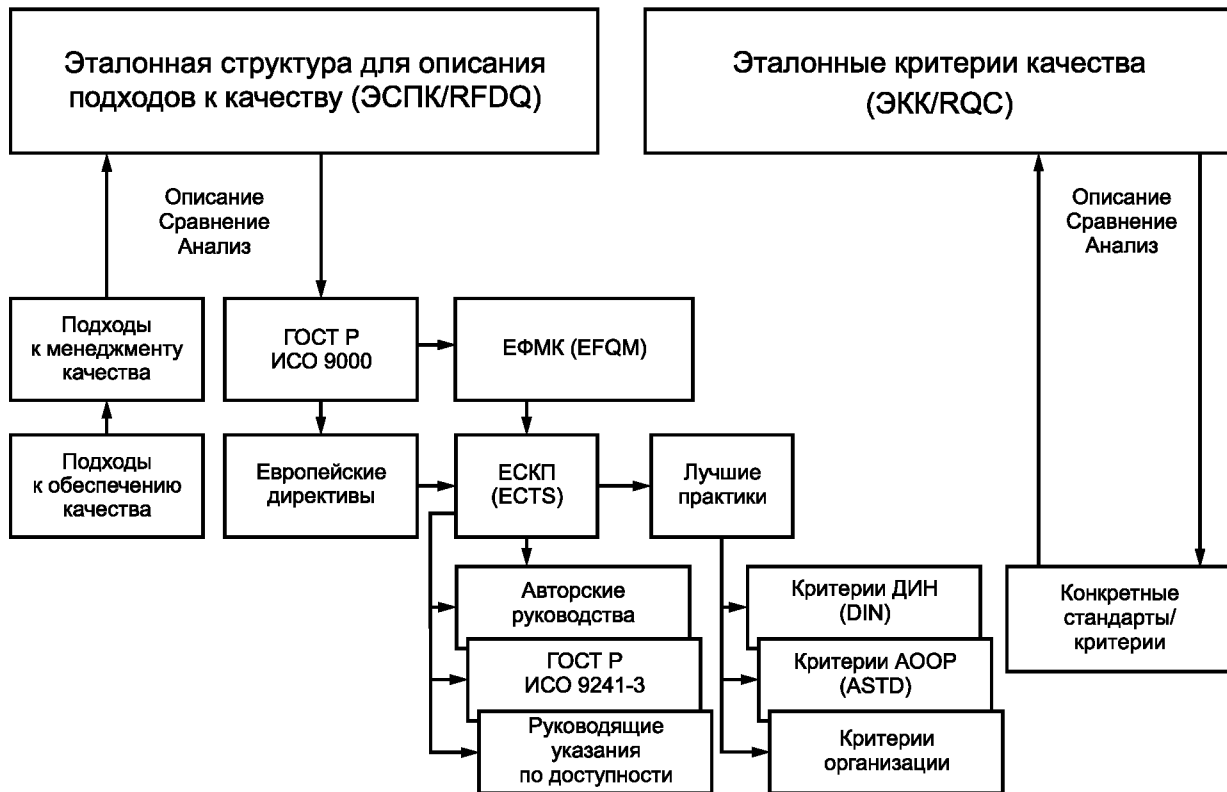 Эталонная структура для описания
подходов к качеству (ЭСПК/RFDQ)
Эталонные критерии качества
(ЭКК/RQC)
Описание
Сравнение
Анализ
Описание
Сравнение
Анализ
Подходы
к менеджменту
качества
ГОСТ Р
ИСО 9000
ЕФМК (EFQM)
Подходы
к обеспечению
качества
Европейские
директивы
ЕСКП
(ECTS)
Лучшие
практики
Авторские
руководства
ГОСТ Р
ИСО 9241-3
Руководящие
указания
по доступности
Критерии ДИН
(DIN)
Критерии АООР
(ASTD)
Критерии
организации
Конкретные
стандарты/
критерии